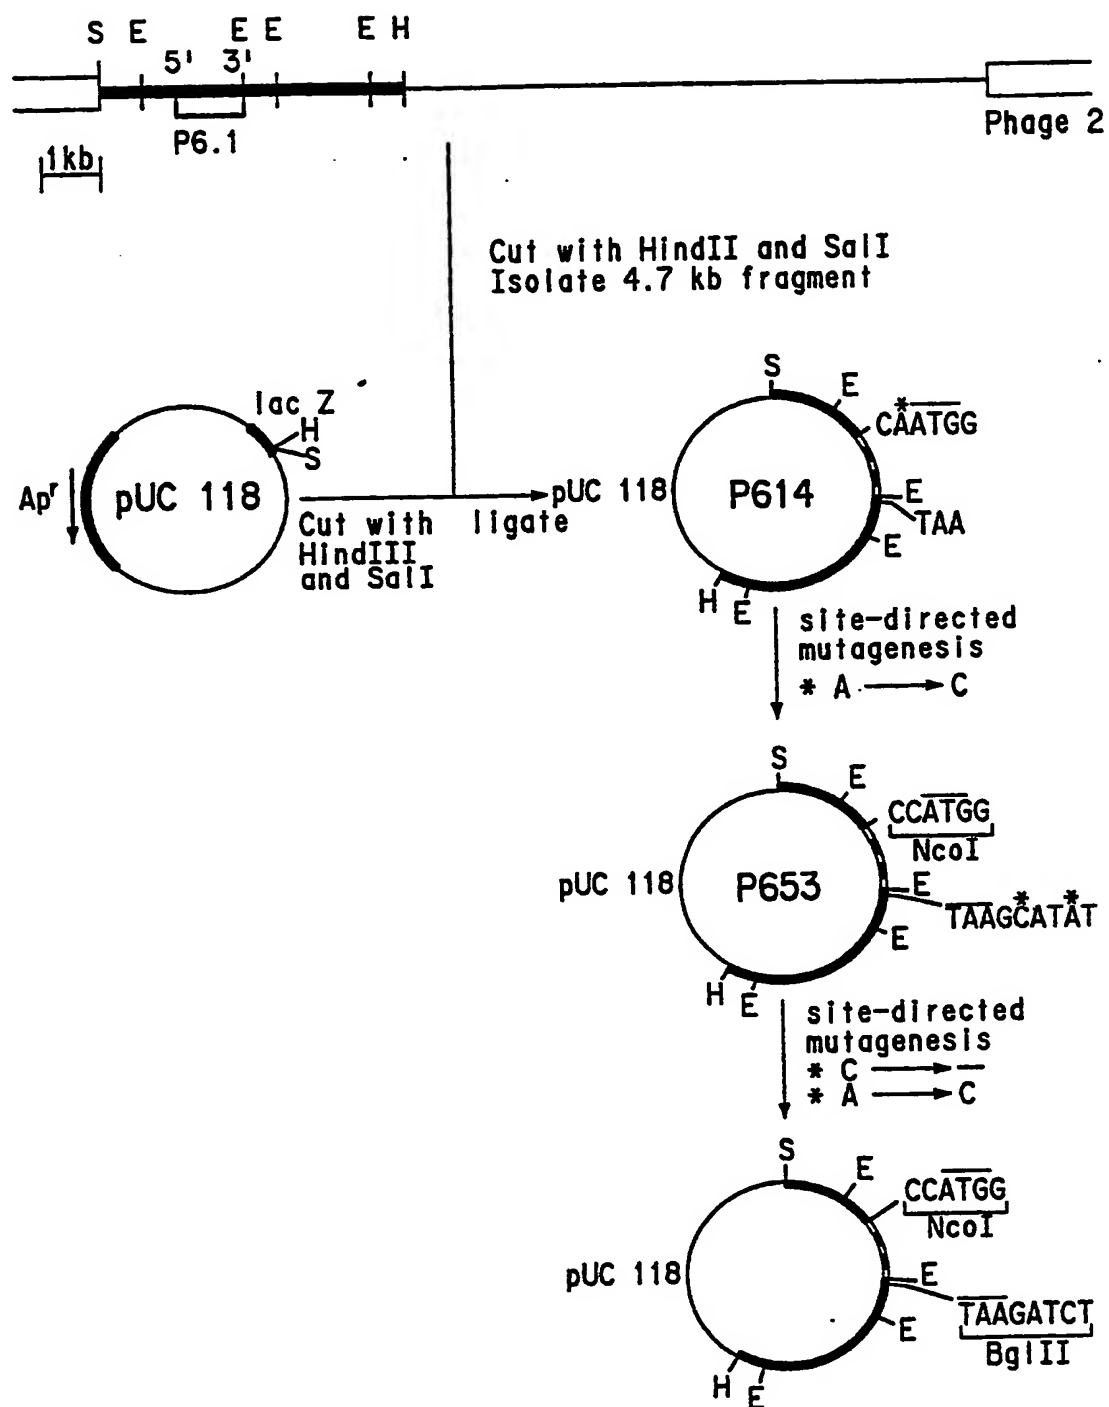 S E E E E H
5' 3'
P6.1
1kb
Phage 2
Cut with HindII and SalI
Isolate 4.7 kb fragment
lac Z
H
S
Apr
pUC 118
Cut with
HindIII
and SalI
ligate
pUC 118
P614
S
E
*
CAATGG
E
TAA
E
E
H
site-directed
mutagenesis
* A → C
pUC 118
P653
S
E
CCATGG
NcoI
E
* *
TAAGCATAT
E
E
H
site-directed
mutagenesis
* C → —
* A → C
pUC 118
S
E
CCATGG
NcoI
E
TAAGATCT
BglII
E
E
H